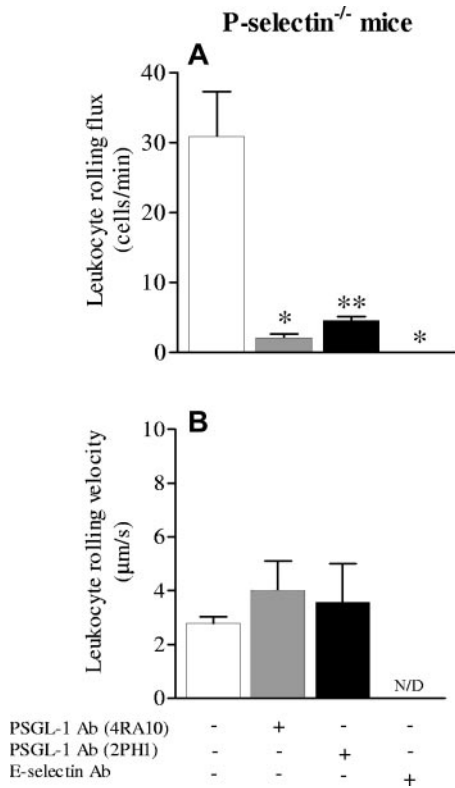 P-selectin-/- mice
A
Leukocyte rolling flux
(cells/min)
40
30
20
10
0
*
**
*
B
Leukocyte rolling velocity
(μm/s)
10
8
6
4
2
0
N/D
PSGL-1 Ab (4RA10) - + - -
PSGL-1 Ab (2PH1) - - + -
E-selectin Ab - - - +